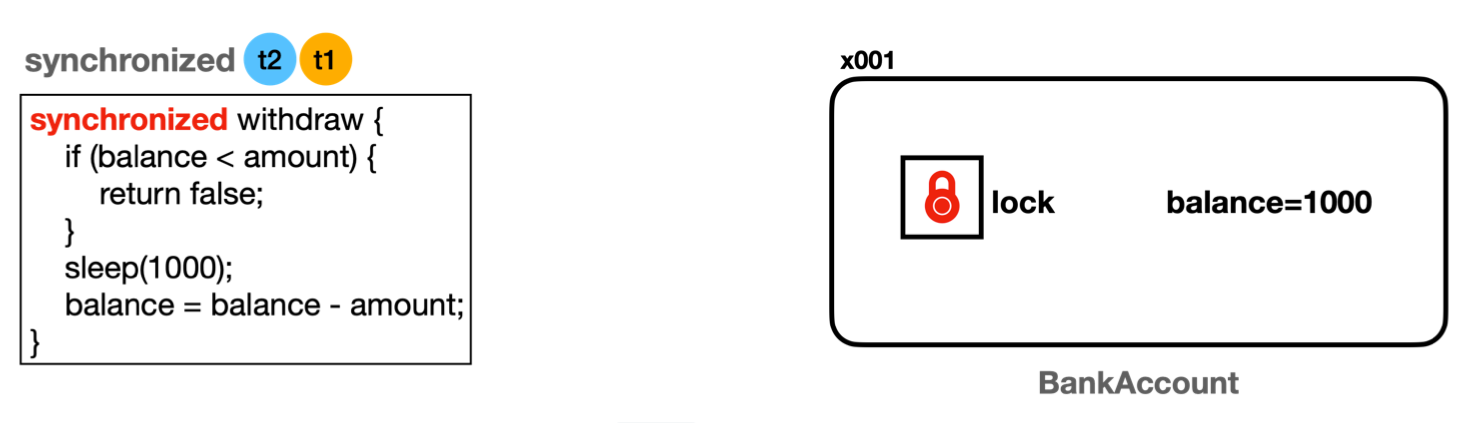 synchronized t2 t1
synchronized withdraw {
if (balance < amount) {
return false;
}
sleep(1000);
balance = balance - amount;
}
x001
lock
balance=1000
BankAccount